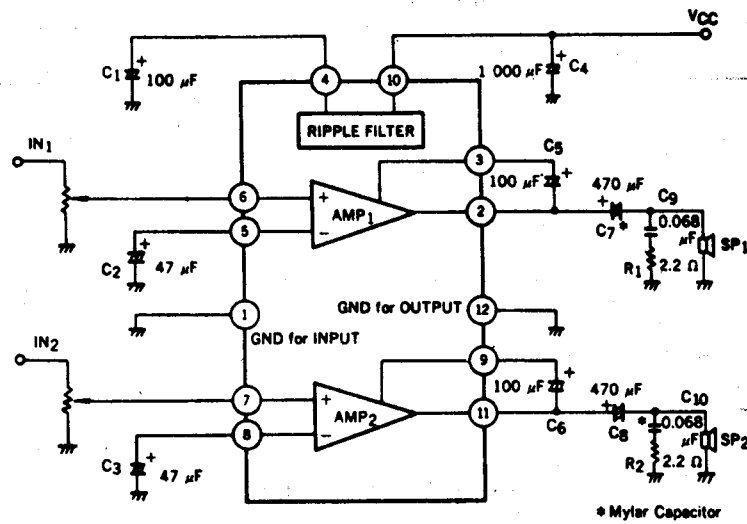 VCC
C1
+
100 µF
4
10
1 000 µF
+
C4
RIPPLE FILTER
IN1
3
C5
100 µF
+
470 µF
C9
6
+
AMP1
2
+
C7 *
0.068
µF
SP1
5
−
C2
+
47 µF
R1
2.2 Ω
1
GND for INPUT
GND for OUTPUT
12
IN2
9
100 µF
+
470 µF
C10
7
+
AMP2
11
C6
+
C8
*
0.068
µF
SP2
8
−
C3
+
47 µF
R2
2.2 Ω
* Mylar Capacitor